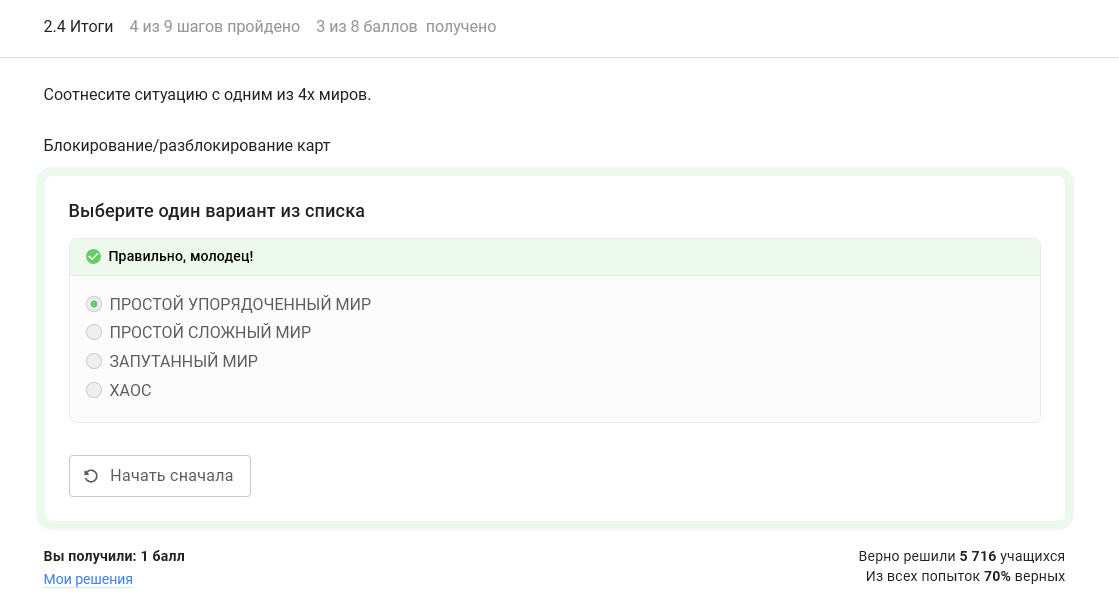 2.4 Итоги 4 из 9 шагов пройдено 3 из 8 баллов получено
Соотнесите ситуацию с одним из 4х миров.
Блокирование/разблокирование карт
Выберите один вариант из списка
Правильно, молодец!
ПРОСТОЙ УПОРЯДОЧЕННЫЙ МИР
ПРОСТОЙ СЛОЖНЫЙ МИР
ЗАПУТАННЫЙ МИР
ХАОС
Начать сначала
Вы получили: 1 балл
Мои решения
Верно решили 5 716 учащихся
Из всех попыток 70% верных